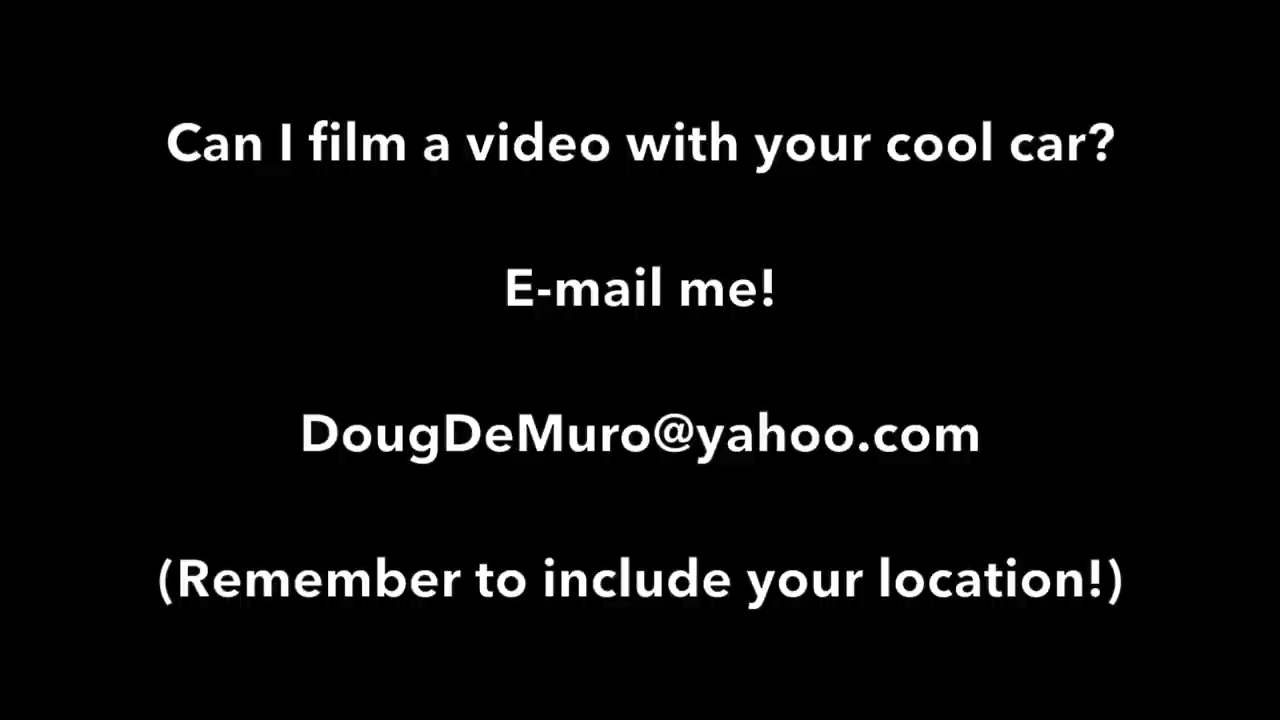 Can I film a video with your cool car?
E-mail me!
DougDeMuro@yahoo.com
(Remember to include your location!)